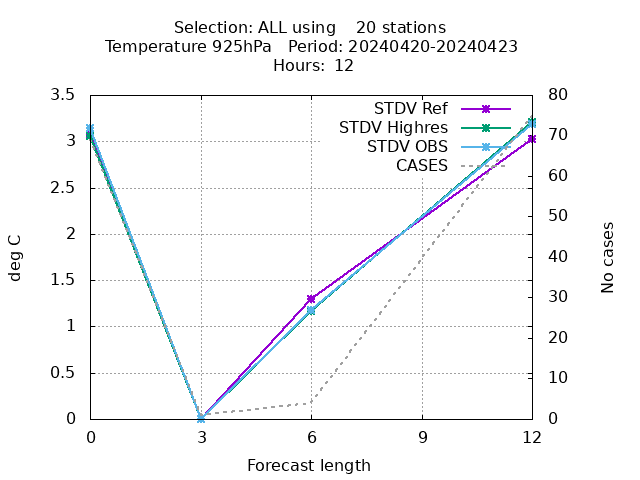 Selection: ALL using    20 stations
Temperature 925hPa   Period: 20240420-20240423
Hours: 12
3.5
3
2.5
2
1.5
1
0.5
0
80
70
60
50
40
30
20
10
0
STDV Ref
STDV Highres
STDV OBS
CASES
deg C
No cases
0 3 6 9 12
Forecast length